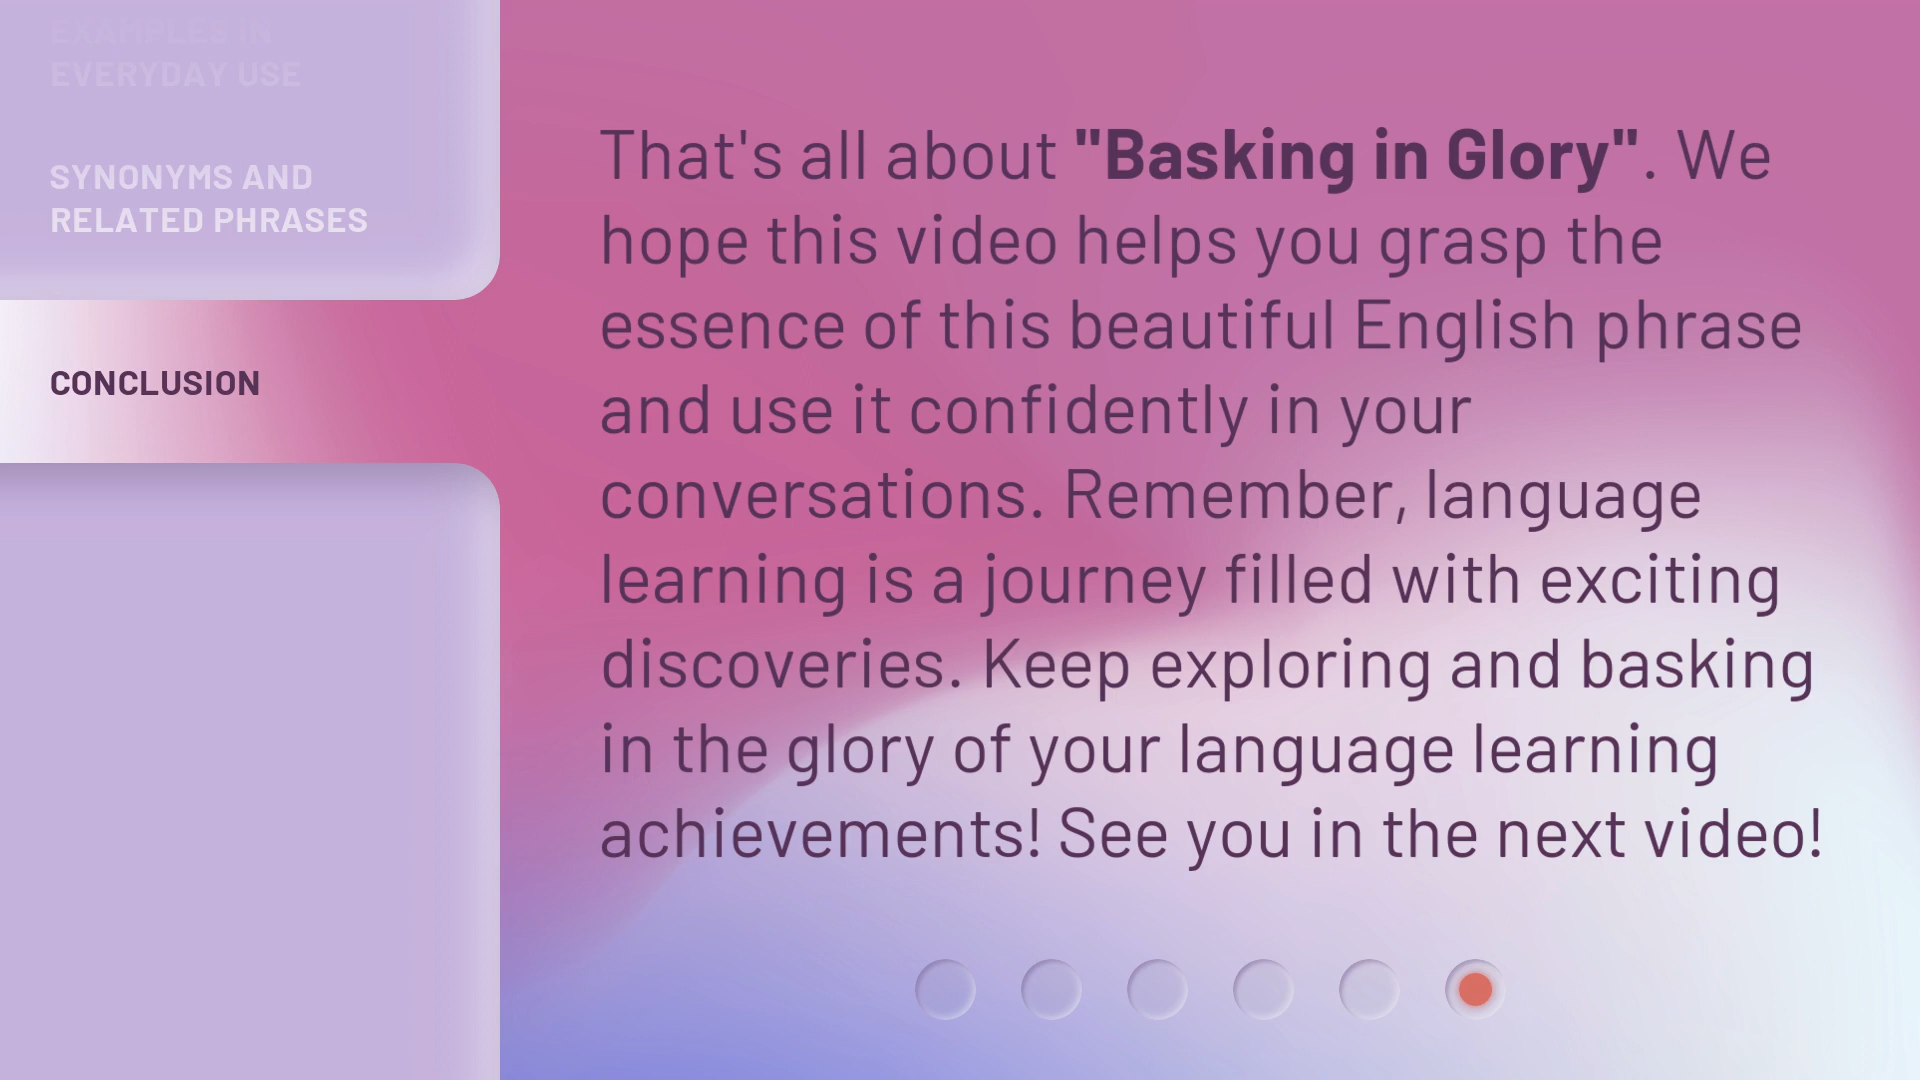 EXAMPLES IN
EVERYDAY USE
SYNONYMS AND
RELATED PHRASES
CONCLUSION
That's all about "Basking in Glory". We
hope this video helps you grasp the
essence of this beautiful English phrase
and use it confidently in your
conversations. Remember, language
learning is a journey filled with exciting
discoveries. Keep exploring and basking
in the glory of your language learning
achievements! See you in the next video!